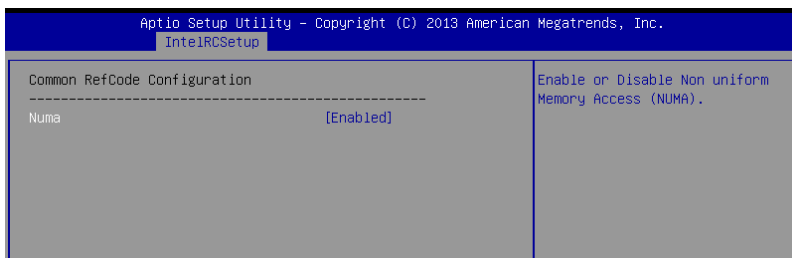 Aptio Setup Utility – Copyright (C) 2013 American Megatrends, Inc.
IntelRCSetup
Common RefCode Configuration
--------------------------------------------------
Numa [Enabled]
Enable or Disable Non uniform
Memory Access (NUMA).